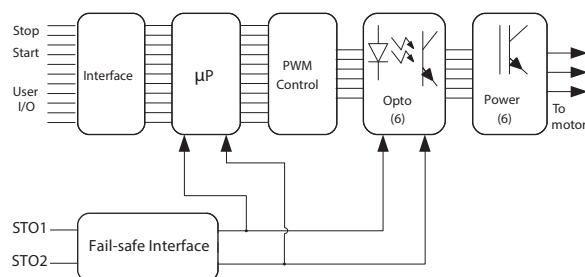 Stop
Start
User
I/O
Interface
μP
PWM
Control
Opto
(6)
Power
(6)
To
motor
STO1
STO2
Fail-safe Interface